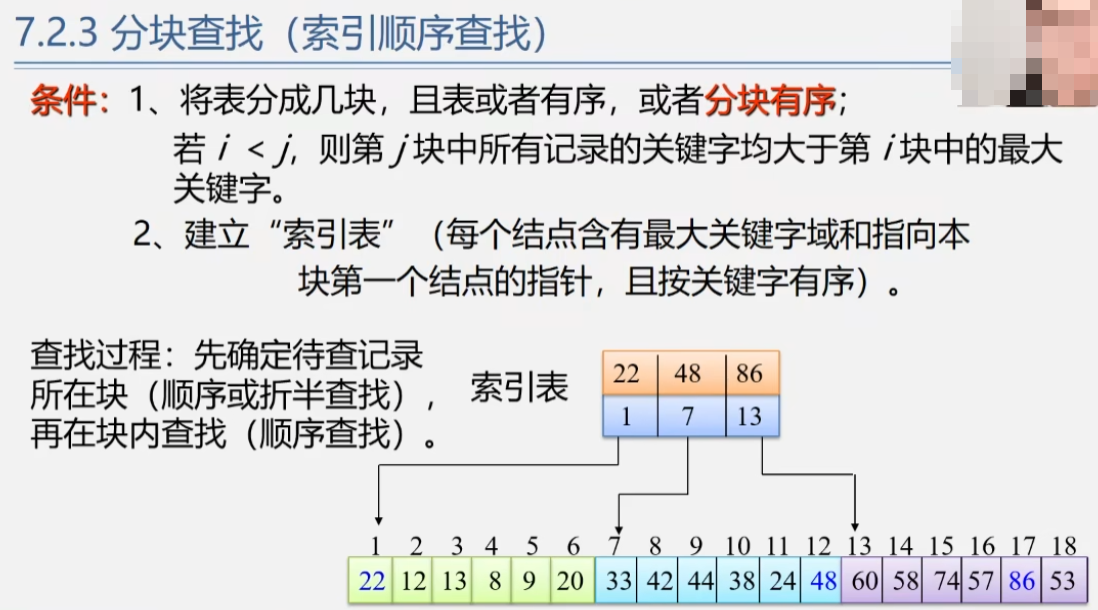 7.2.3 分块查找（索引顺序查找）
条件：1、将表分成几块，且表或者有序，或者分块有序；
若 i < j，则第 j 块中所有记录的关键字均大于第 i 块中的最大
关键字。
2、建立“索引表”（每个结点含有最大关键字域和指向本
块第一个结点的指针，且按关键字有序）。
查找过程：先确定待查记录
所在块（顺序或折半查找），
再在块内查找（顺序查找）。
索引表
22 48 86
1 7 13
1 2 3 4 5 6 7 8 9 10 11 12 13 14 15 16 17 18
22 12 13 8 9 20 33 42 44 38 24 48 60 58 74 57 86 53